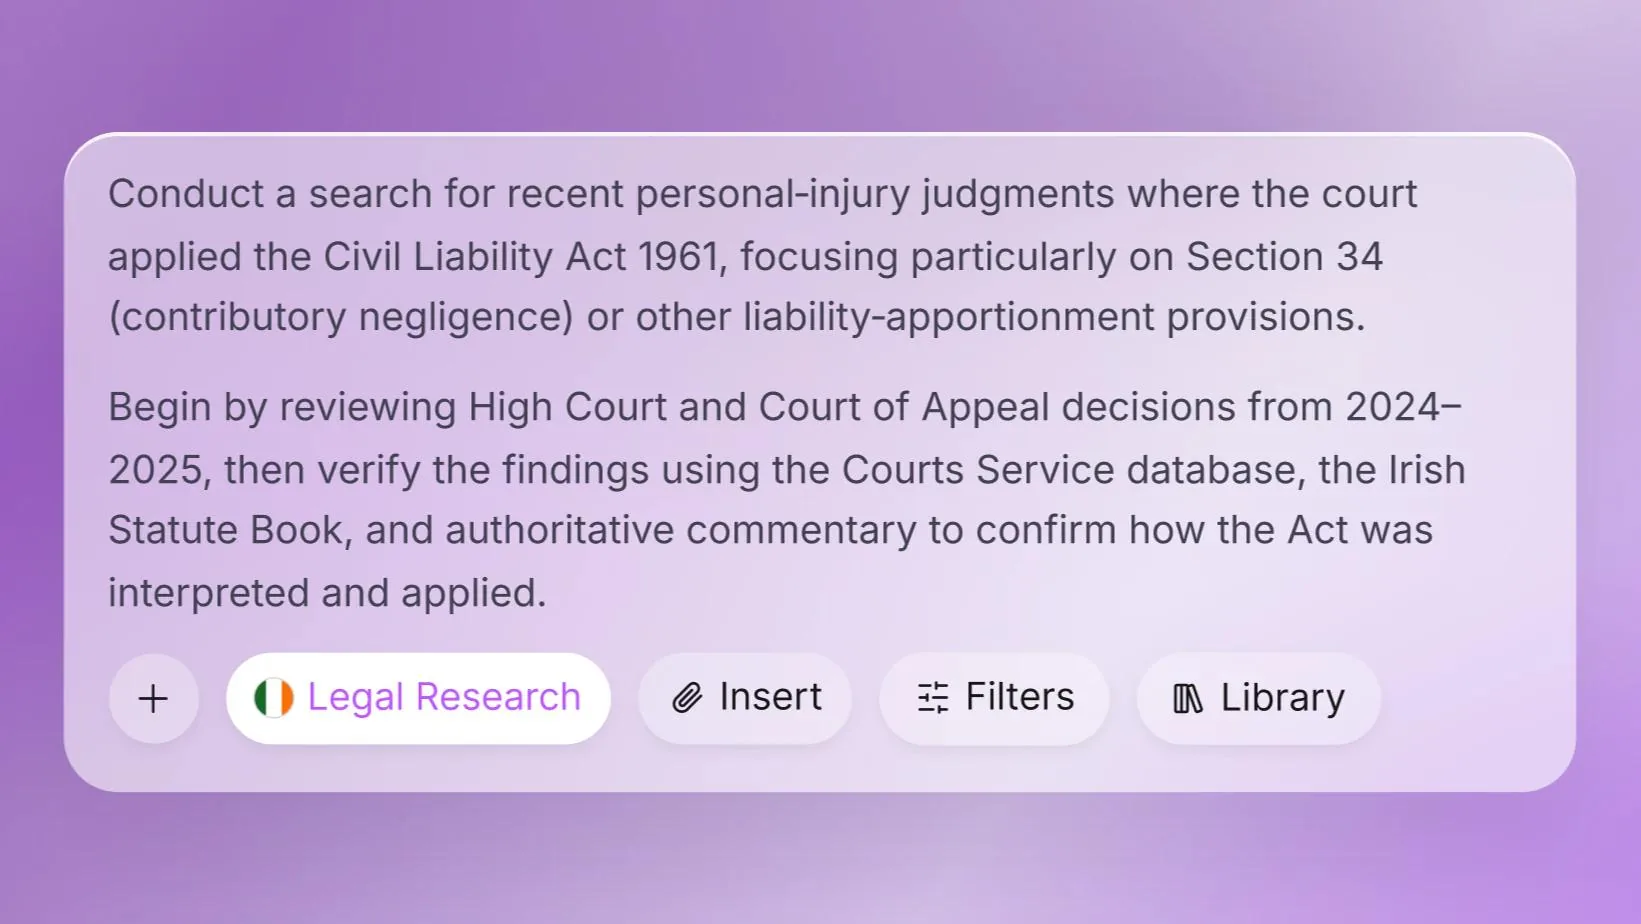 Conduct a search for recent personal-injury judgments where the court
applied the Civil Liability Act 1961, focusing particularly on Section 34
(contributory negligence) or other liability-apportionment provisions.
Begin by reviewing High Court and Court of Appeal decisions from 2024–
2025, then verify the findings using the Courts Service database, the Irish
Statute Book, and authoritative commentary to confirm how the Act was
interpreted and applied.
+ Legal Research Insert Filters Library